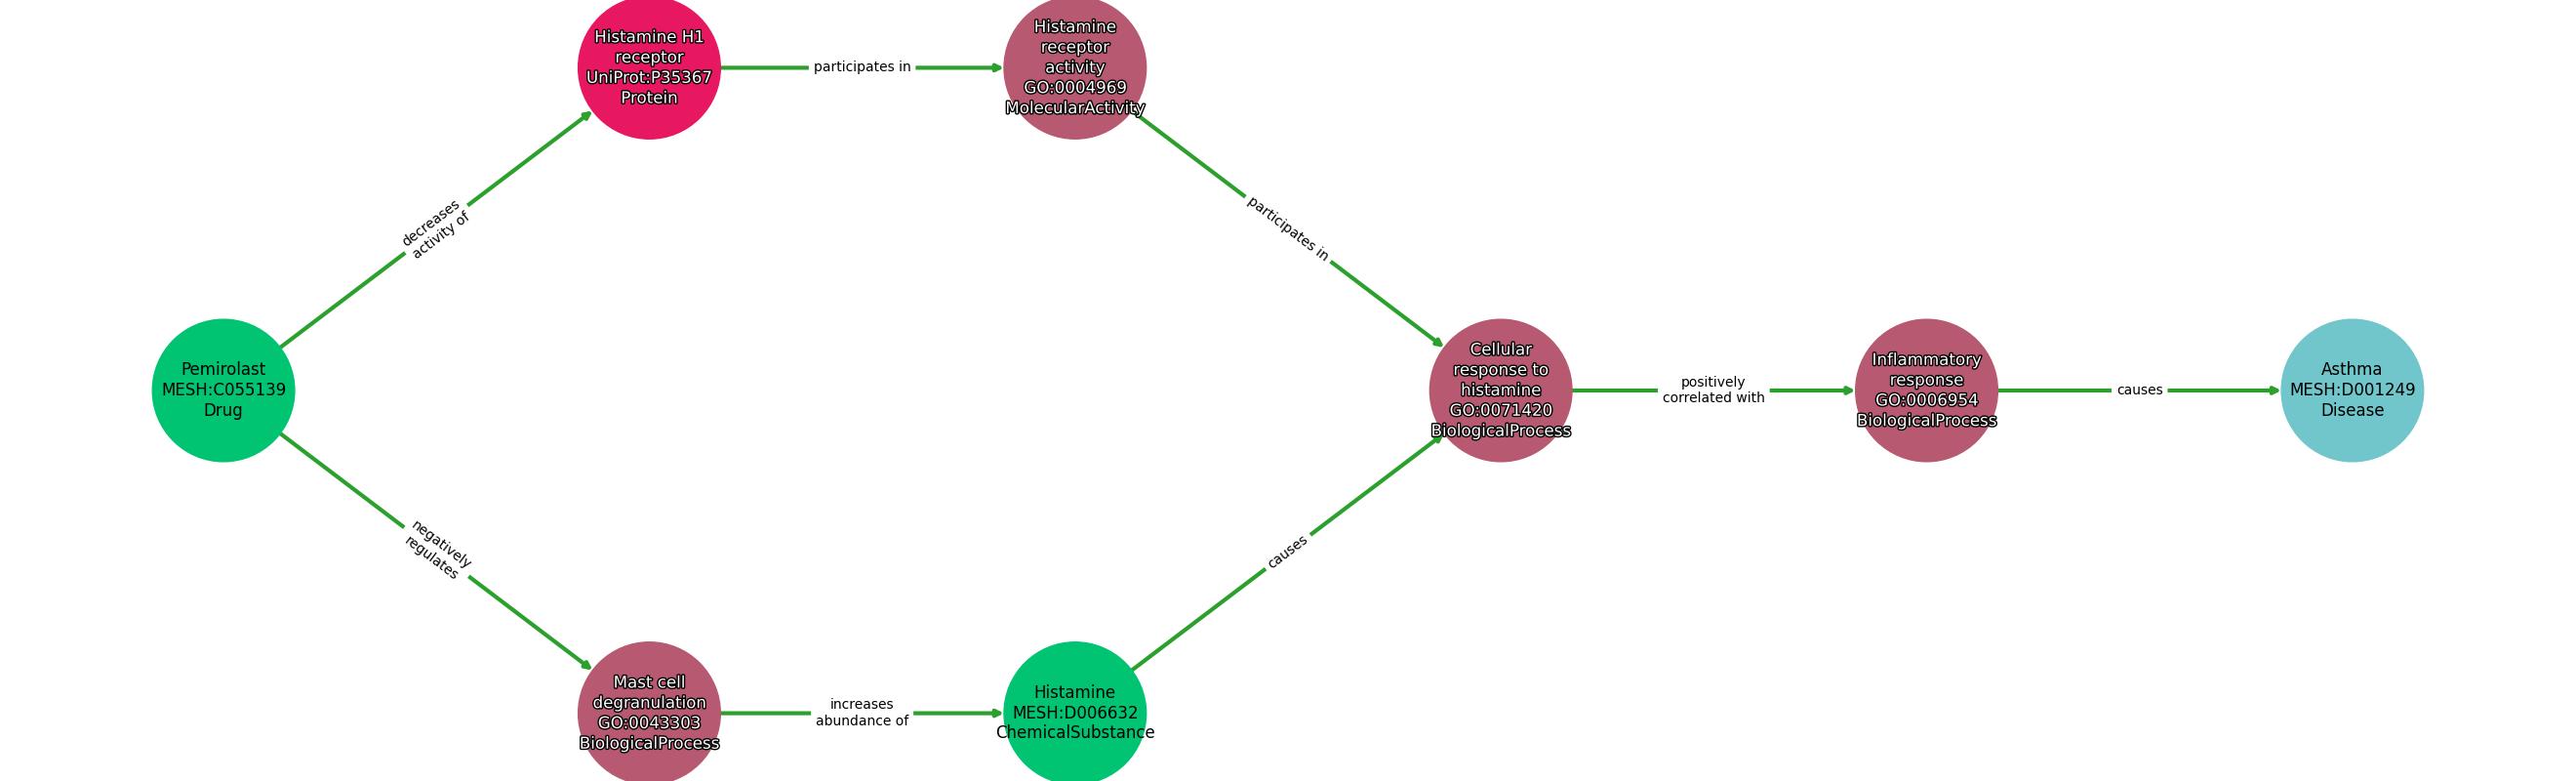 Histamine H1
receptor
UniProt:P35367
Protein
participates in
Histamine
receptor
activity
GO:0004969
MolecularActivity
decreases
activity of
participates in
Pemirolast
MESH:C055139
Drug
Cellular
response to
histamine
GO:0071420
BiologicalProcess
positively
correlated with
Inflammatory
response
GO:0006954
BiologicalProcess
causes
Asthma
MESH:D001249
Disease
negatively
regulates
causes
Mast cell
degranulation
GO:0043303
BiologicalProcess
increases
abundance of
Histamine
MESH:D006632
ChemicalSubstance